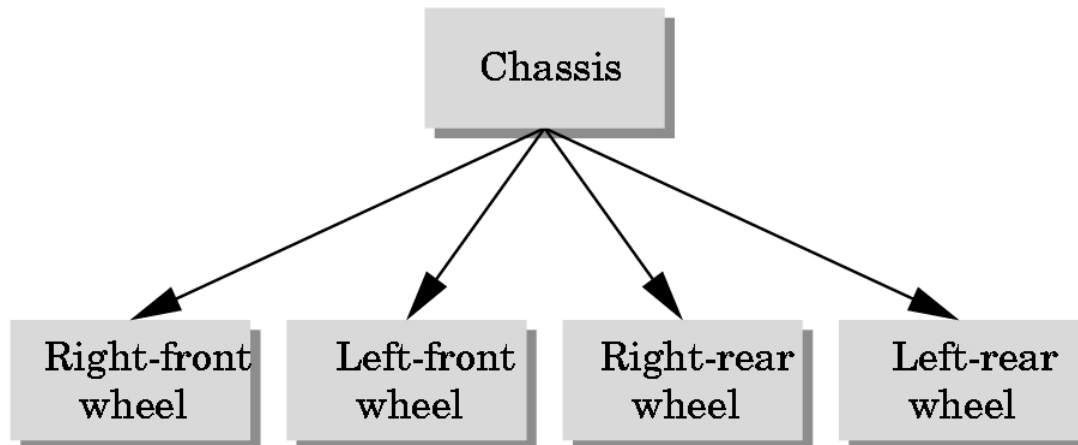 Chassis
Right-front
wheel
Left-front
wheel
Right-rear
wheel
Left-rear
wheel